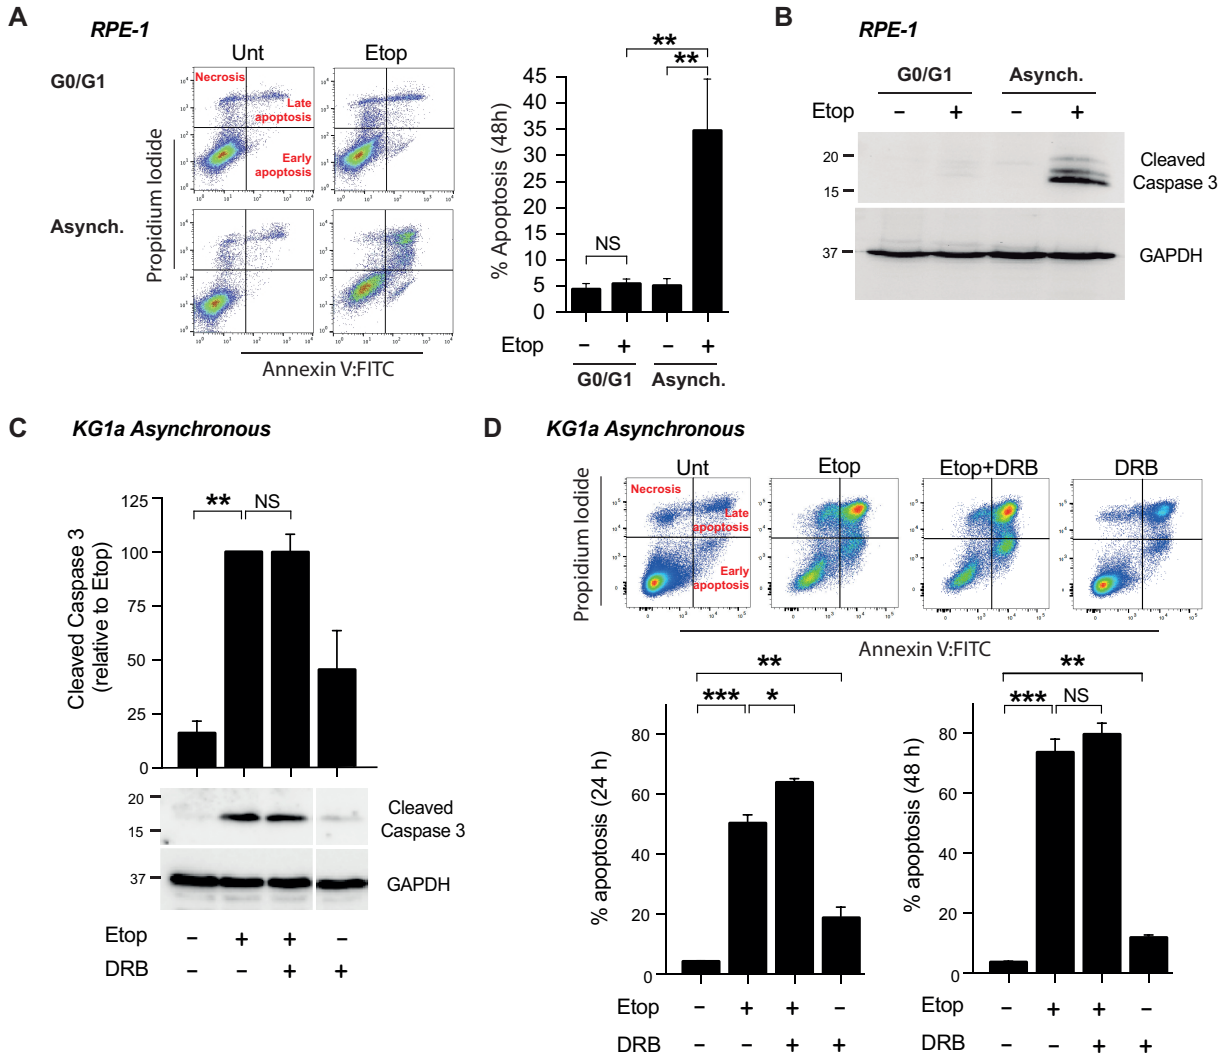 A
RPE-1
Unt
Etop
G0/G1
Necrosis
Late
apoptosis
Early
apoptosis
Asynch.
Propidium Iodide
Annexin V:FITC
% Apoptosis (48h)
45
40
35
30
25
20
15
10
5
0
**
**
NS
Etop
− + − +
G0/G1 Asynch.
B
RPE-1
G0/G1 Asynch.
Etop − + − +
20
15
Cleaved
Caspase 3
37
GAPDH
C
KG1a Asynchronous
Cleaved Caspase 3
(relative to Etop)
125
100
75
50
25
0
** NS
20
15
Cleaved
Caspase 3
37
GAPDH
Etop − + + −
DRB − − + +
D
KG1a Asynchronous
Unt Etop Etop+DRB DRB
Propidium Iodide
Necrosis
Late
apoptosis
Early
apoptosis
Annexin V:FITC
% apoptosis (24 h)
80
60
40
20
0
**
*** *
Etop − + + −
DRB − − + +
% apoptosis (48 h)
80
60
40
20
0
**
*** NS
Etop − + + −
DRB − − + +